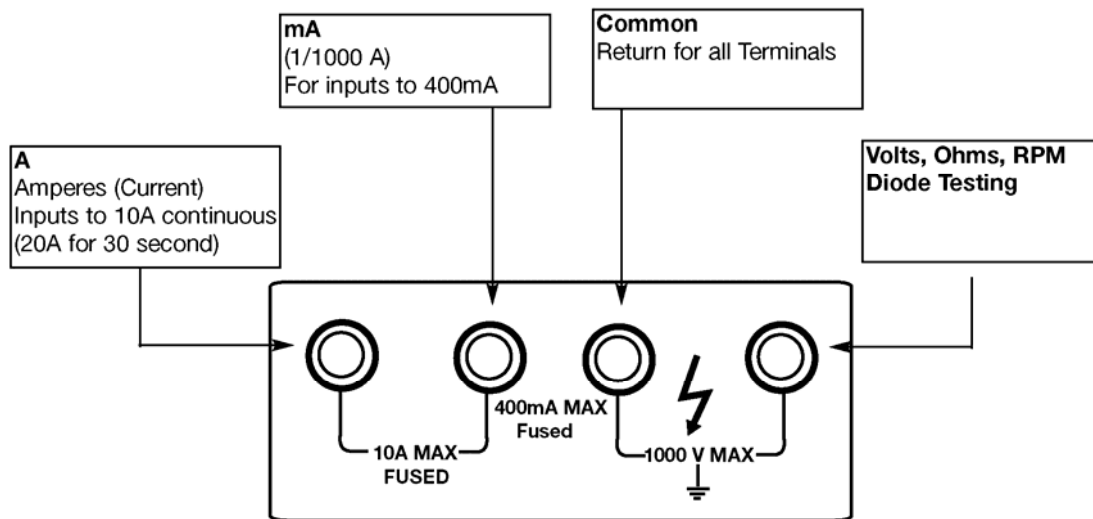 mA
(1/1000 A)
For inputs to 400mA
Common
Return for all Terminals
A
Amperes (Current)
Inputs to 10A continuous
(20A for 30 second)
Volts, Ohms, RPM
Diode Testing
400mA MAX
Fused
10A MAX
FUSED
1000 V MAX